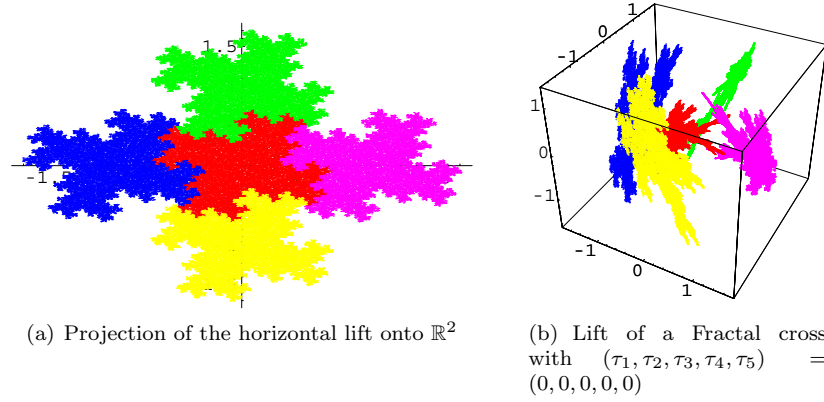 1.5
-1.5
1
0
-1
1
0
-1
-1
0
1
(a) Projection of the horizontal lift onto ℝ²
(b) Lift of a Fractal cross
with (τ₁, τ₂, τ₃, τ₄, τ₅) =
(0, 0, 0, 0, 0)